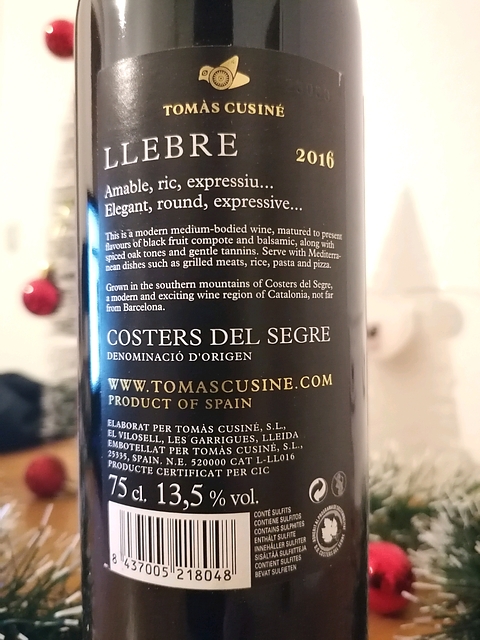 TOMÀS CUSINÉ
LLEBRE
2016
Amable, ric, expressiu...
Elegant, round, expressive...
This is a modern medium-bodied wine, matured to present
flavours of black fruit compote and balsamic, along with
spiced oak tones and gentle tannins. Serve with Mediterra-
nean dishes such as grilled meats, rice, pasta and pizza.
Grown in the southern mountains of Costers del Segre,
a modern and exciting wine region of Catalonia, not far
from Barcelona.
COSTERS DEL SEGRE
DENOMINACIÓ D'ORIGEN
WWW.TOMASCUSINE.COM
PRODUCT OF SPAIN
ELABORAT PER TOMÀS CUSINÉ, S.L.,
EL VILOSELL, LES GARRIGUES, LLEIDA
EMBOTELLAT PER TOMÀS CUSINÉ, S.L.,
25335, SPAIN. N.E. 520000 CAT L-LL016
PRODUCTE CERTIFICAT PER CIC
75 cl. 13,5 % vol.
CONTÉ SULFITS
CONTIENE SULFITOS
CONTAINS SULPHITES
ENTHÄLT SULFITE
INNEHÅLLER SULFITER
SISÄLTÄÄ SULFIITTEJA
CONTIENT SULFITES
BEVAT SULFIETEN
8 437005 218048